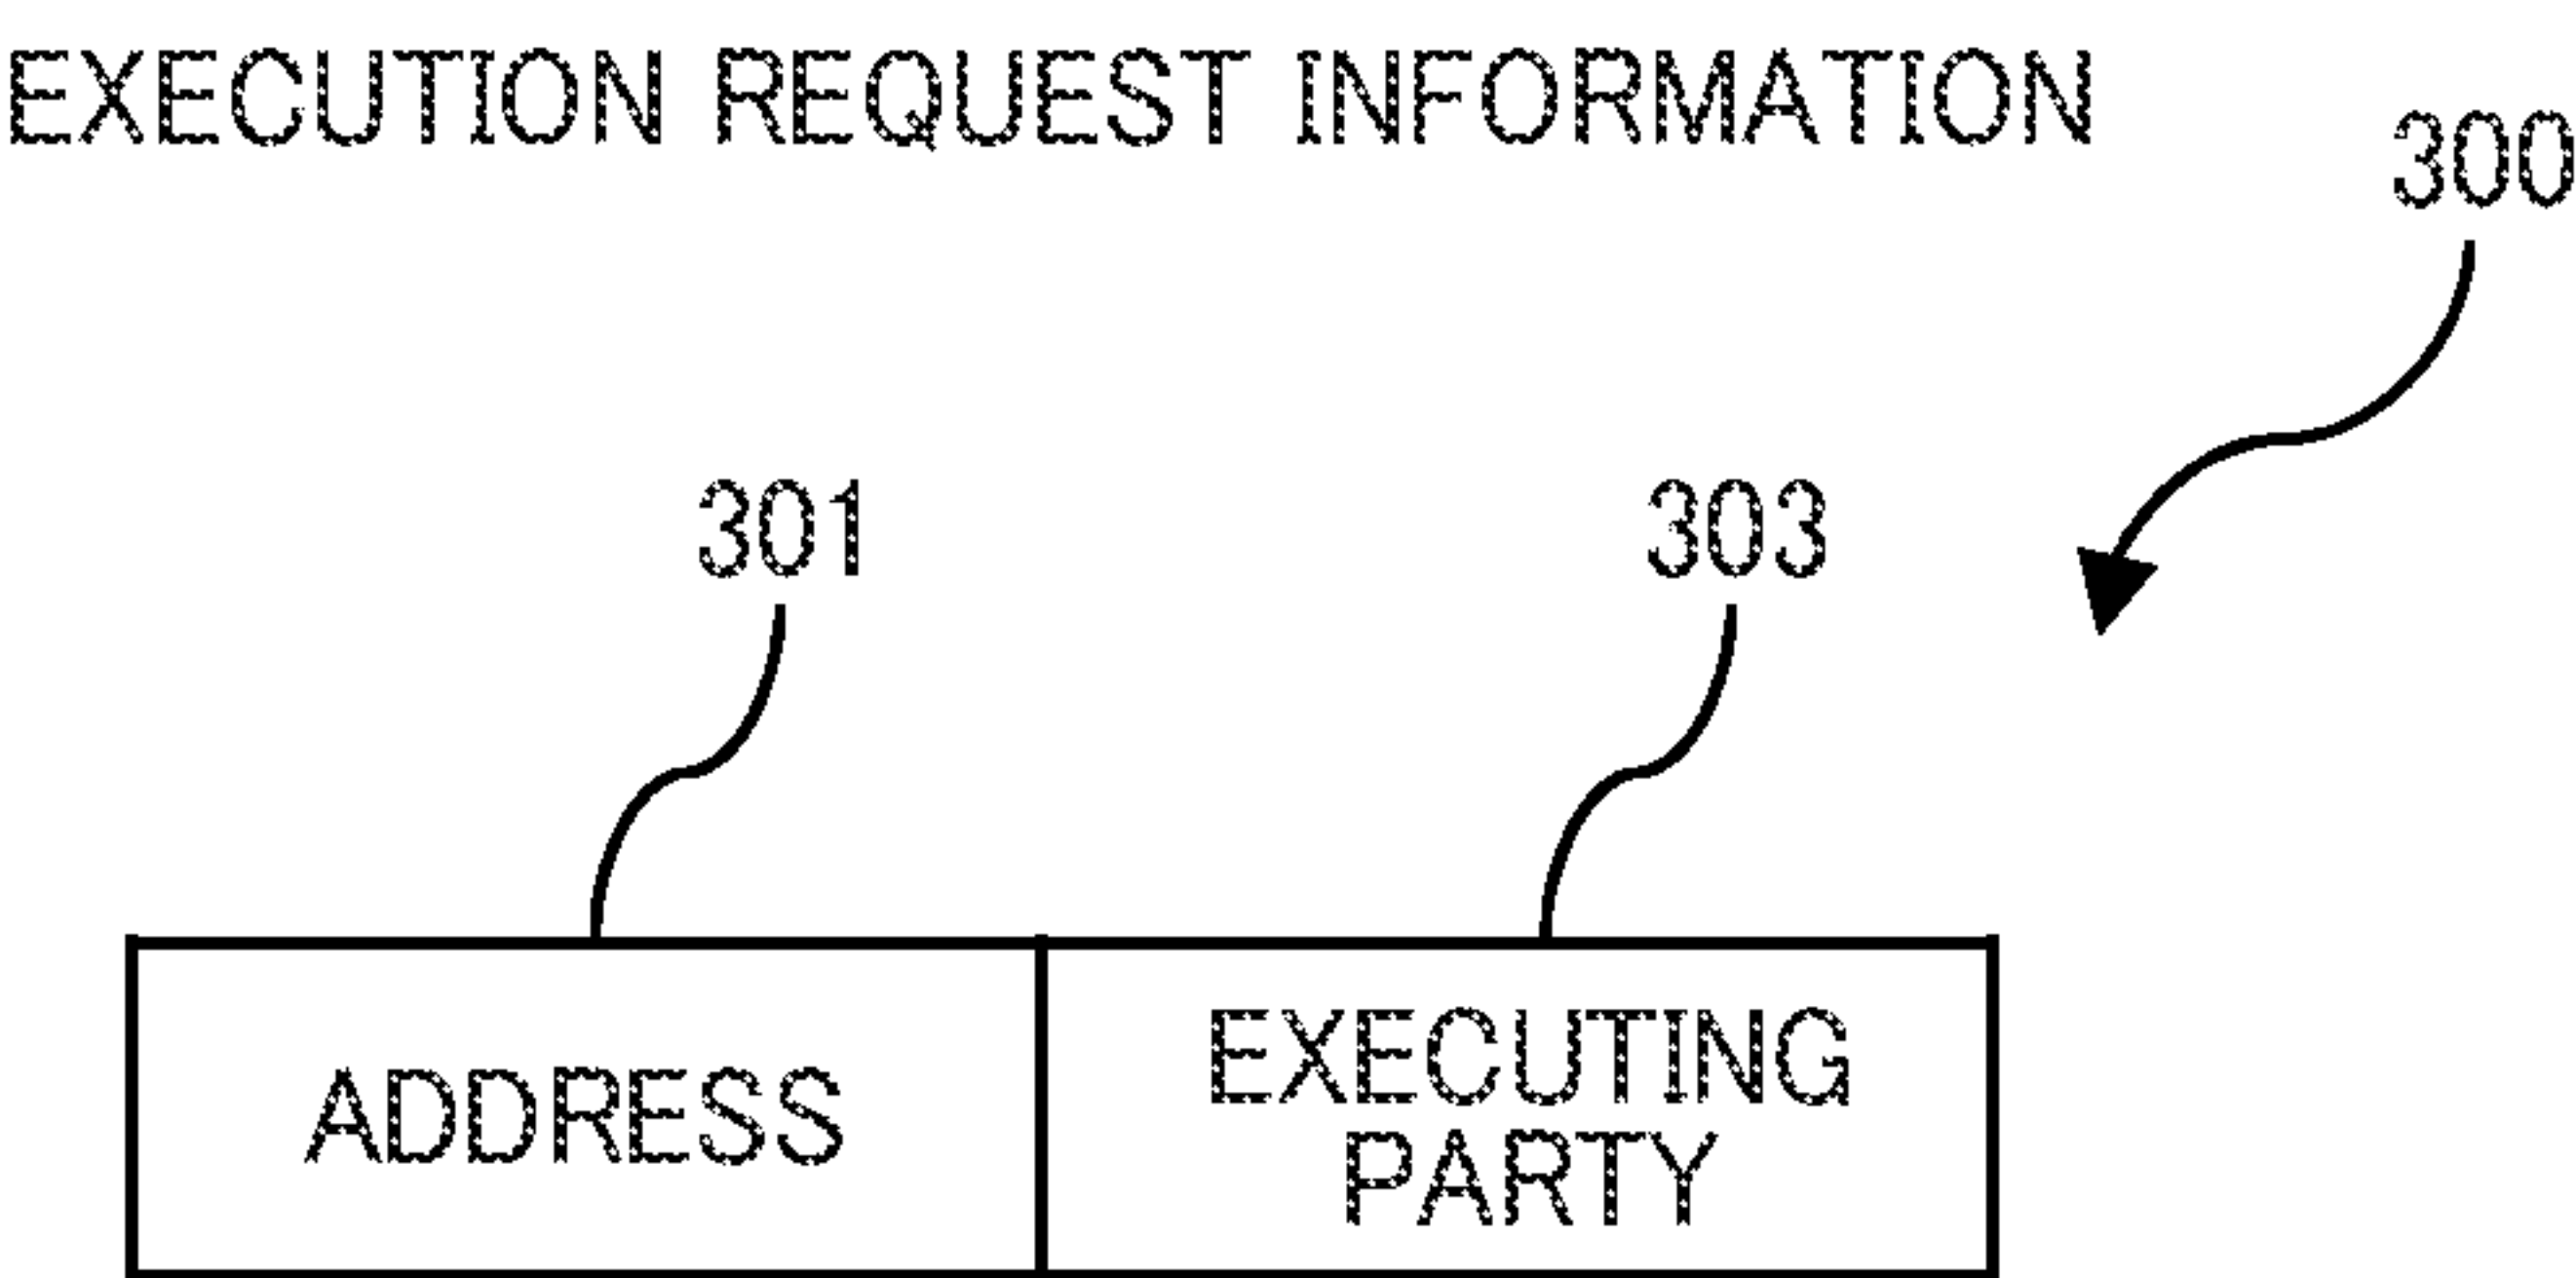 EXECUTION REQUEST INFORMATION
300
301
303
ADDRESS
EXECUTING
PARTY